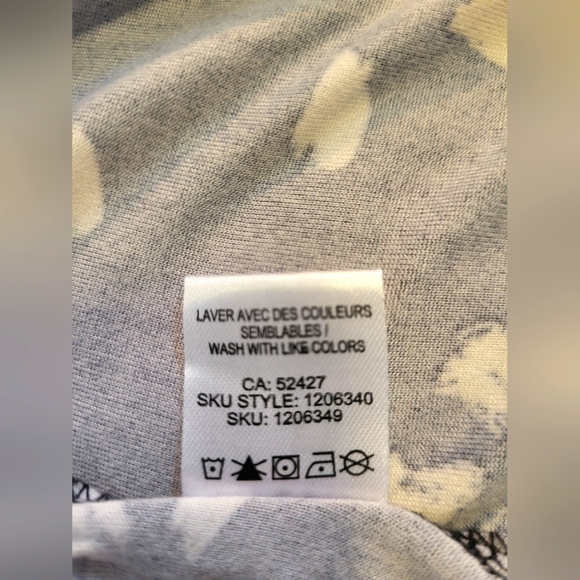 LAVER AVEC DES COULEURS
SEMBLABLES /
WASH WITH LIKE COLORS
CA: 52427
SKU STYLE: 1206340
SKU: 1206349